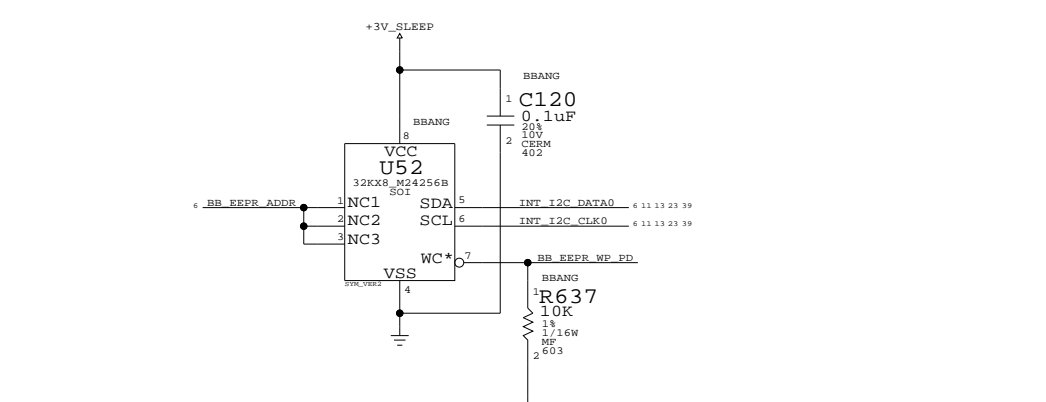 +3V_SLEEP
BBANG
1 C120
0.1uF
20%
10V
2 CERM
402
BBANG
8
VCC
U52
32KX8_M24256B
SOI
6 BB_EEPR_ADDR 1 NC1 SDA 5 INT_I2C_DATA0 6 11 13 23 39
2 NC2 SCL 6 INT_I2C_CLK0 6 11 13 23 39
3 NC3
WC* 7 BB_EEPR_WP_PD
VSS
SYM_VER2
4
BBANG
1 R637
10K
1%
1/16W
MF
2 603